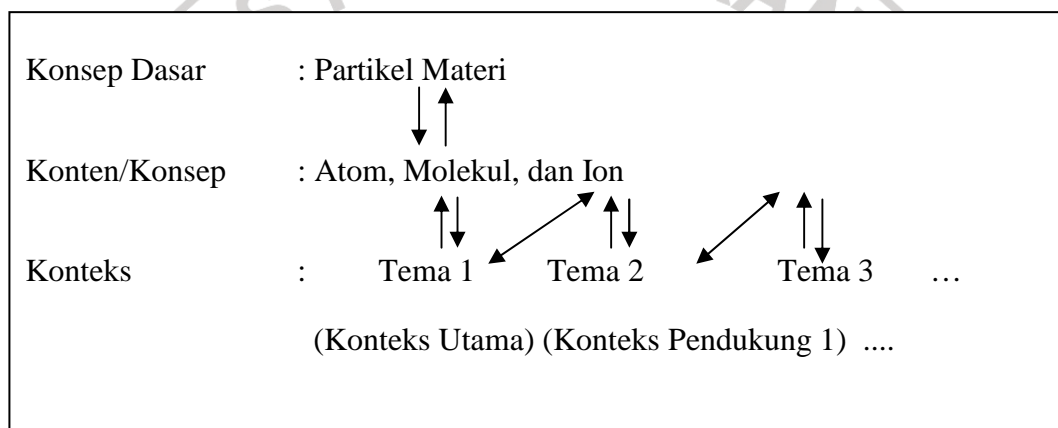 Konsep Dasar : Partikel Materi
Konten/Konsep : Atom, Molekul, dan Ion
Konteks : Tema 1 Tema 2 Tema 3 …
(Konteks Utama) (Konteks Pendukung 1) ....